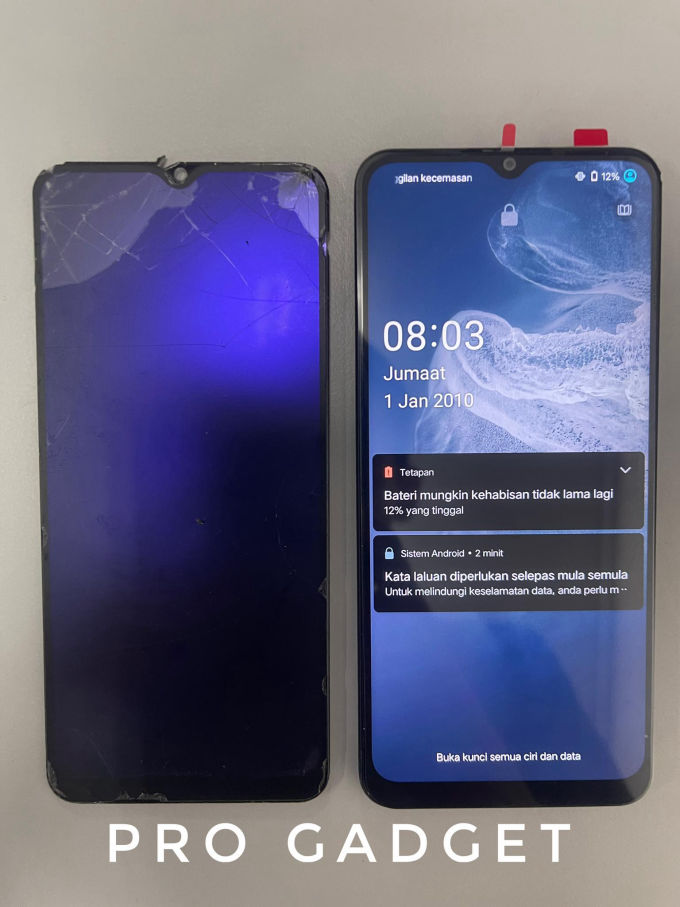 gilan kecemasan
12%
08:03
Jumaat
1 Jan 2010
Tetapan
Bateri mungkin kehabisan tidak lama lagi
12% yang tinggal
Sistem Android • 2 minit
Kata laluan diperlukan selepas mula semula
Untuk melindungi keselamatan data, anda perlu m··
Buka kunci semua ciri dan data
PRO GADGET